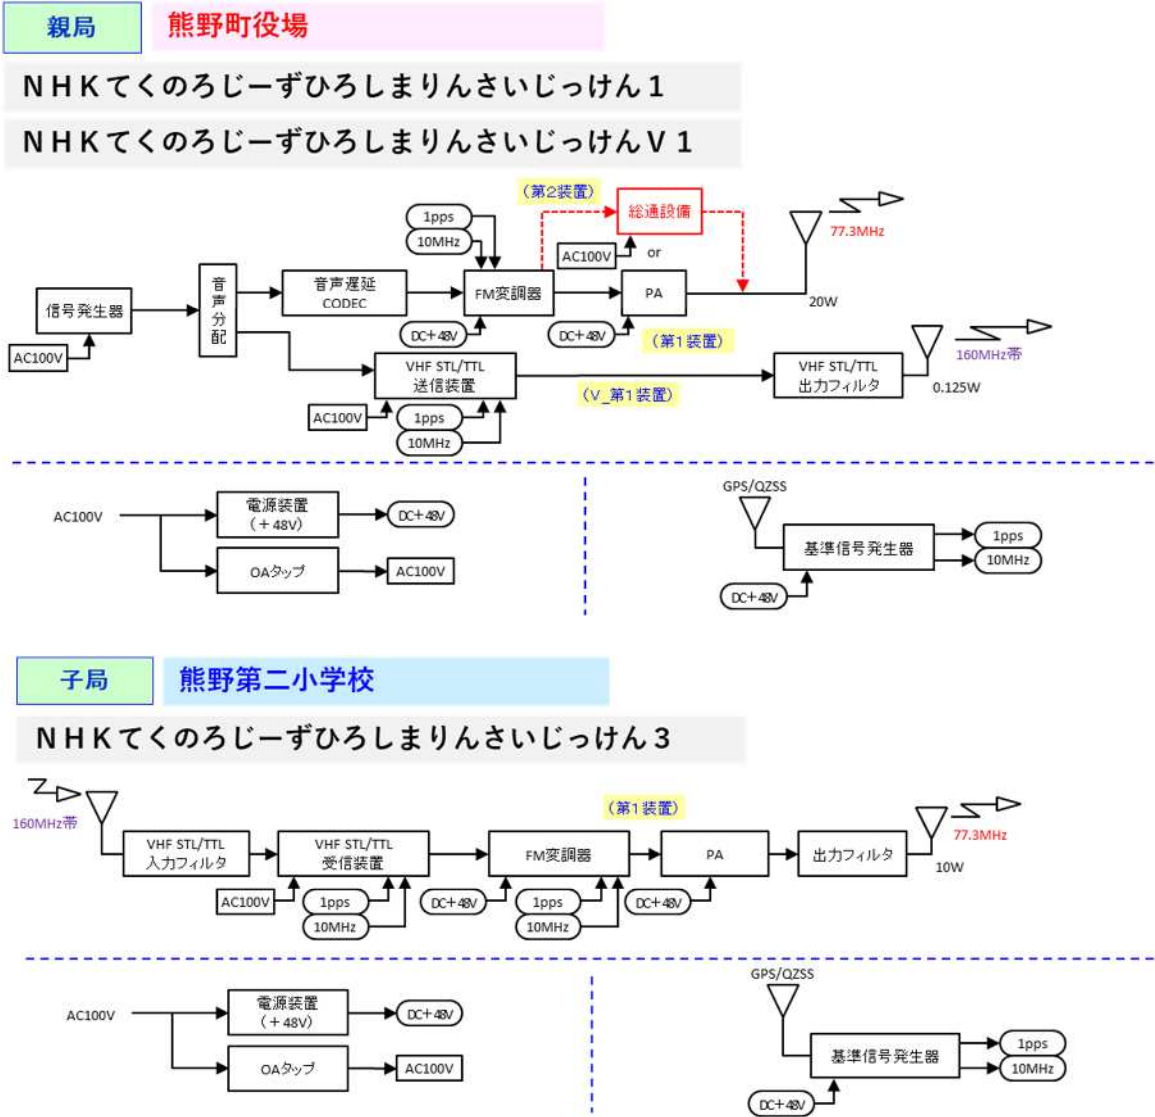 親局
熊野町役場
NHKてくのろじーずひろしまりんさいじっけん1
NHKてくのろじーずひろしまりんさいじっけんV1
(第2装置)
総通設備
77.3MHz
1pps
10MHz
AC100V
or
音声分配
音声遅延
CODEC
FM変調器
PA
20W
信号発生器
DC+48V
DC+48V
(第1装置)
AC100V
VHF STL/TTL
送信装置
(V_第1装置)
VHF STL/TTL
出力フィルタ
160MHz帯
0.125W
AC100V
1pps
10MHz
AC100V
電源装置
(+48V)
DC+48V
OAタップ
AC100V
GPS/QZSS
基準信号発生器
1pps
10MHz
DC+48V
子局
熊野第二小学校
NHKてくのろじーずひろしまりんさいじっけん3
160MHz帯
(第1装置)
77.3MHz
VHF STL/TTL
入力フィルタ
VHF STL/TTL
受信装置
FM変調器
PA
出力フィルタ
10W
AC100V
1pps
10MHz
DC+48V
1pps
10MHz
DC+48V
AC100V
電源装置
(+48V)
DC+48V
OAタップ
AC100V
GPS/QZSS
基準信号発生器
1pps
10MHz
DC+48V